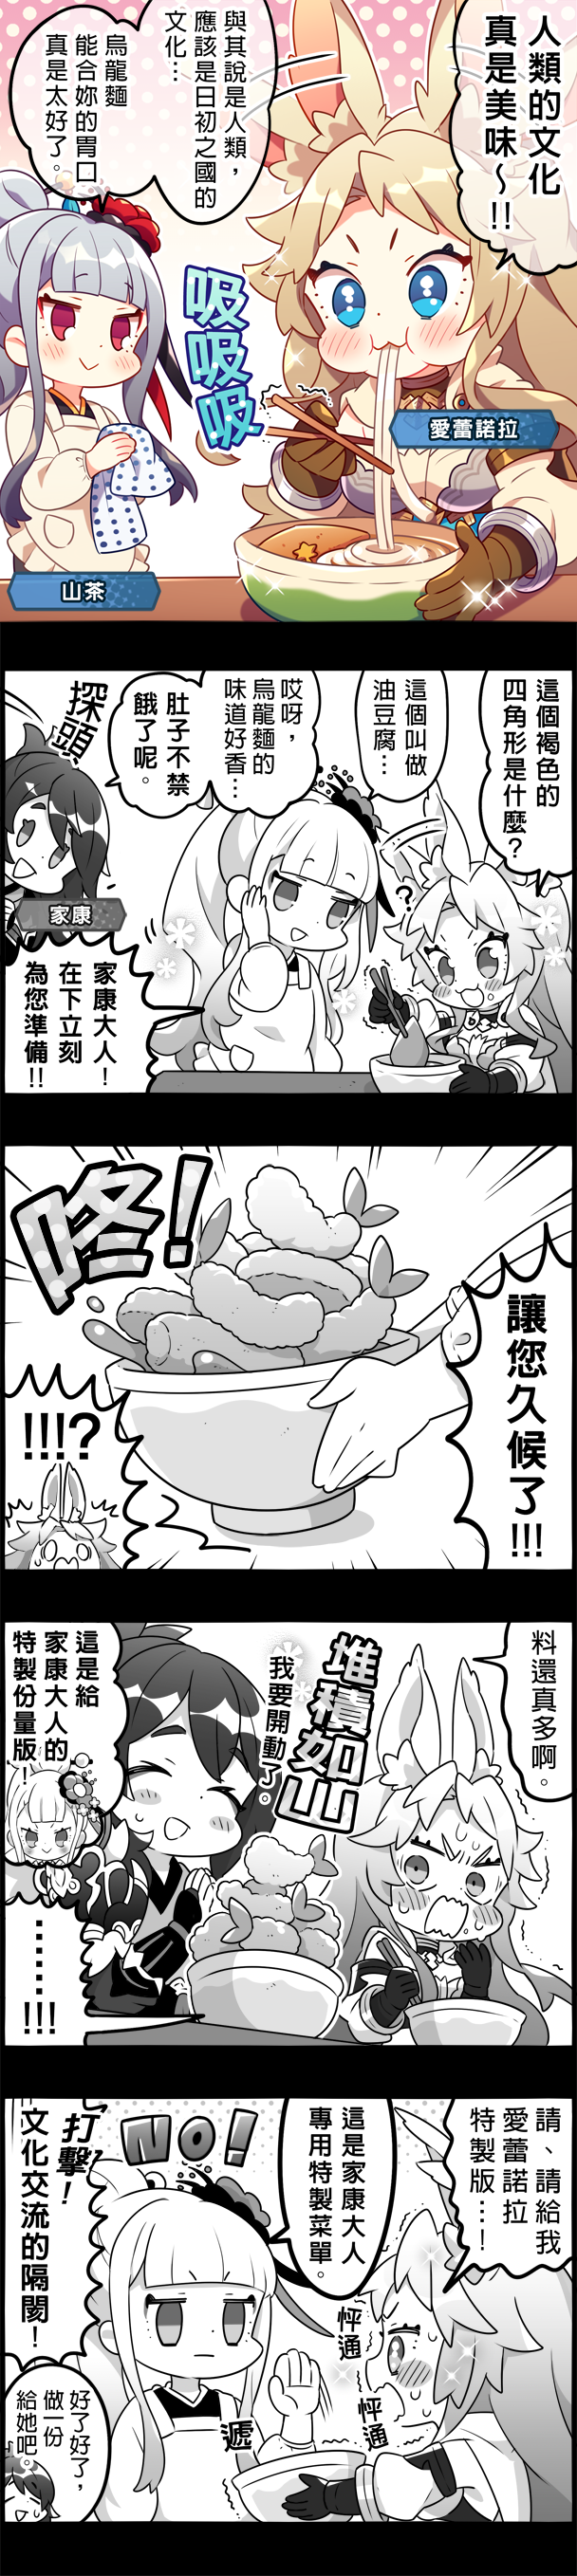 人類的文化
真是美味～!!
與其說是人類，
應該是日初之國的
文化…
烏龍麵
能合妳的胃口
真是太好了。
吸吸吸
愛蕾諾拉
山茶
這個褐色的
四角形是什麼？
這個叫做
油豆腐…
哎呀，
烏龍麵的
味道好香…
肚子不禁
餓了呢。
探頭
?
家康
家康大人！
在下立刻
為您準備!!
咚！
讓您久候了!!!
!!!?
料還真多啊。
堆積如山
我要開動了。
這是給
家康大人的
特製份量版！
……!!!
請、請給我
愛蕾諾拉
特製版…！
這是家康大人
專用特製菜單。
NO!
怦通
怦通
遞
打擊！
文化交流的隔閡！
好了好了，
做一份
給她吧。